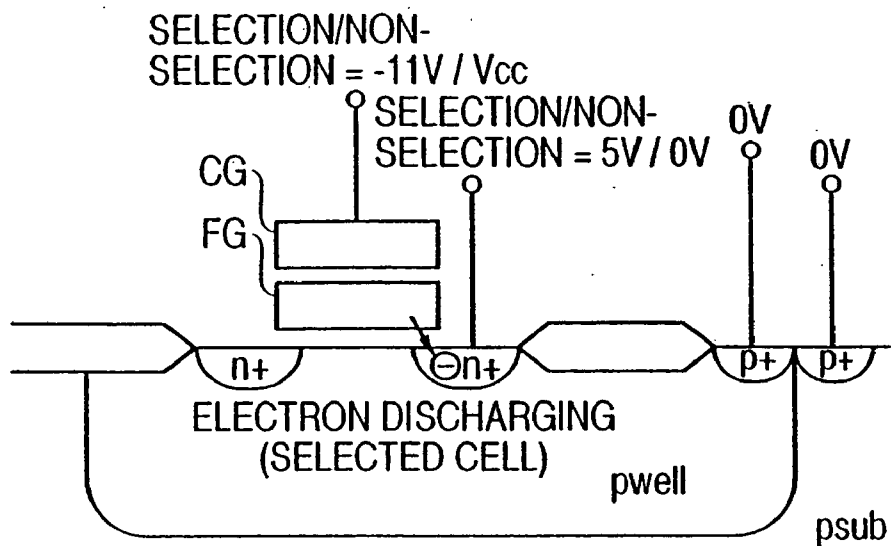 SELECTION/NON-
SELECTION = -11V / Vcc
SELECTION/NON-
SELECTION = 5V / 0V
0V
0V
CG
FG
n+
⊖n+
p+
p+
ELECTRON DISCHARGING
(SELECTED CELL)
pwell
psub